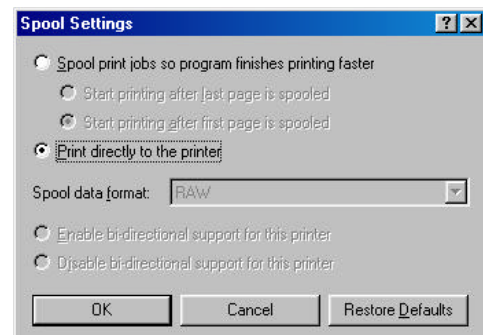 Spool Settings
Spool print jobs so program finishes printing faster
Start printing after last page is spooled
Start printing after first page is spooled
Print directly to the printer
Spool data format: RAW
Enable bi-directional support for this printer
Disable bi-directional support for this printer
OK Cancel Restore Defaults